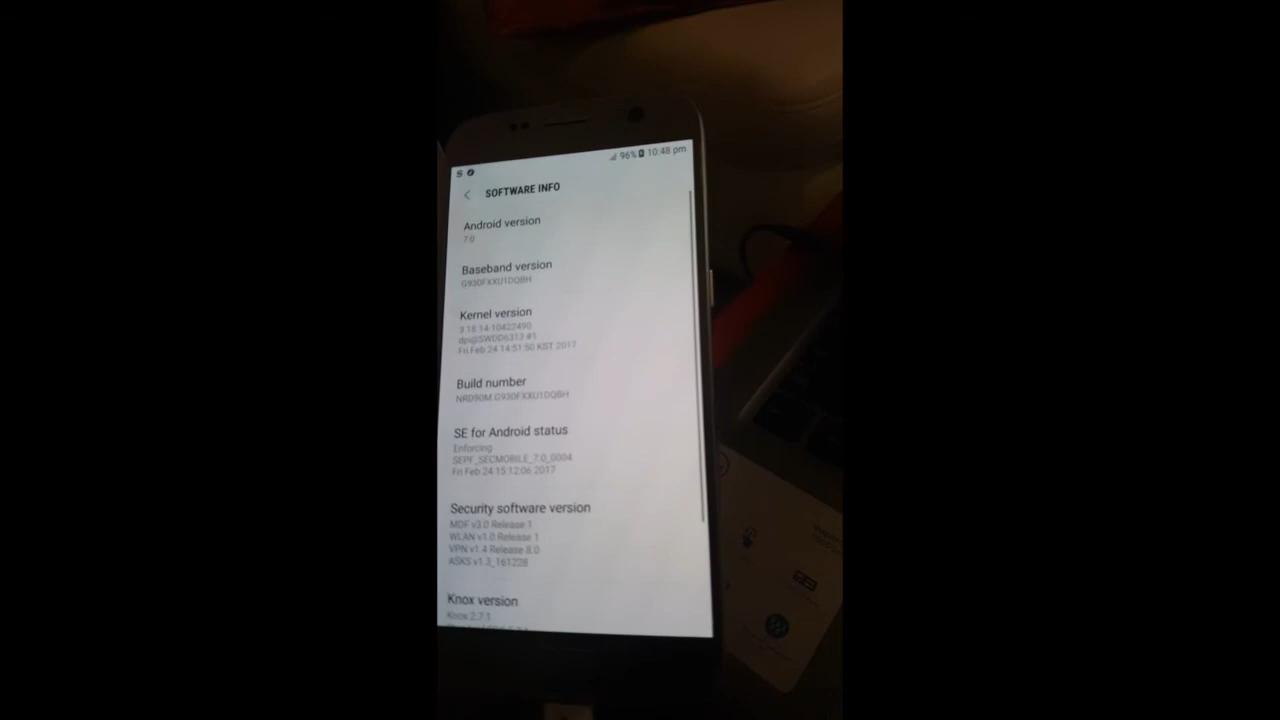 96% 10:48 pm
SOFTWARE INFO
Android version
7.0
Baseband version
G930FXXU1DQBH
Kernel version
3.18.14-10422490
dpi@SWDD6313 #1
Fri Feb 24 14:51:50 KST 2017
Build number
NRD90M.G930FXXU1DQBH
SE for Android status
Enforcing
SEPF_SECMOBILE_7.0_0004
Fri Feb 24 15:12:06 2017
Security software version
MDF v3.0 Release 1
WLAN v1.0 Release 1
VPN v1.4 Release 8.0
ASKS v1.3_161228
Knox version
Knox 2.7.1